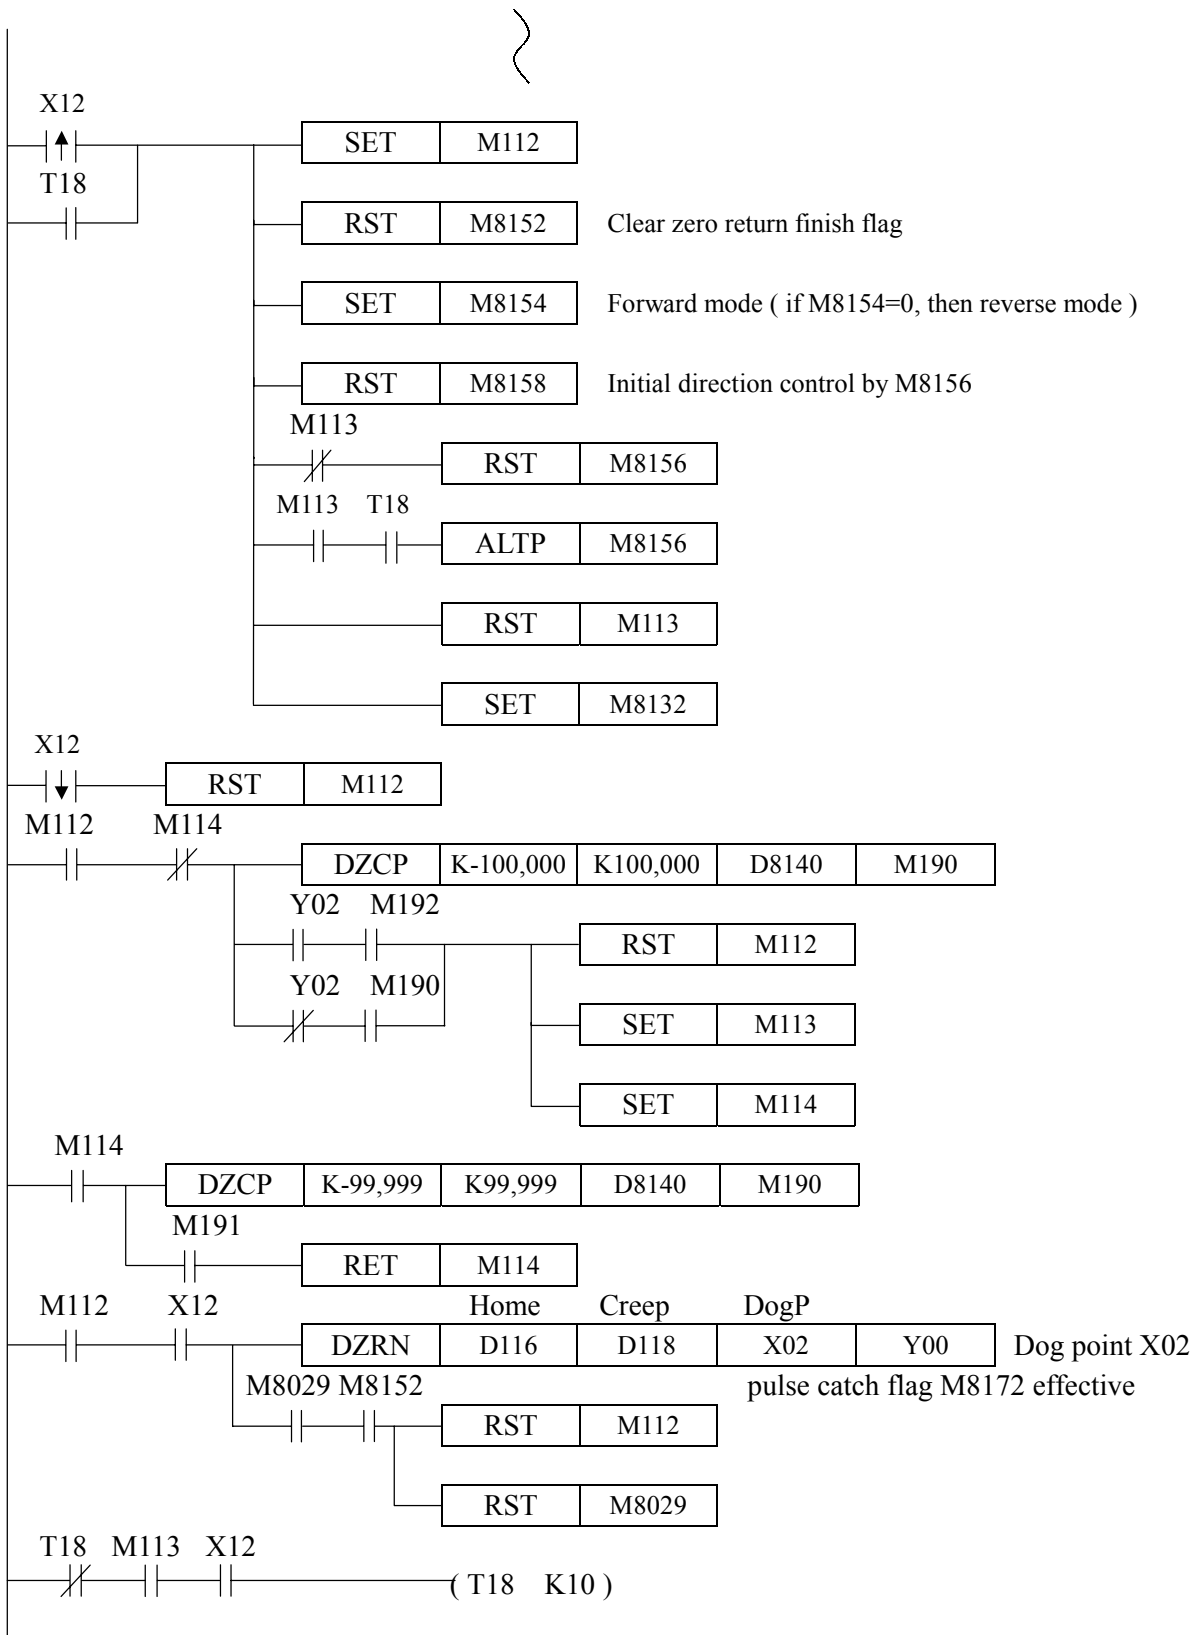 X12
SET M112
T18
RST M8152 Clear zero return finish flag
SET M8154 Forward mode ( if M8154=0, then reverse mode )
RST M8158 Initial direction control by M8156
M113
RST M8156
M113 T18
ALTP M8156
RST M113
SET M8132
X12
RST M112
M112 M114
DZCP K-100,000 K100,000 D8140 M190
Y02 M192
RST M112
Y02 M190
SET M113
SET M114
M114
DZCP K-99,999 K99,999 D8140 M190
M191
RET M114
M112 X12 Home Creep DogP
DZRN D116 D118 X02 Y00 Dog point X02
M8029 M8152 pulse catch flag M8172 effective
RST M112
RST M8029
T18 M113 X12
( T18 K10 )